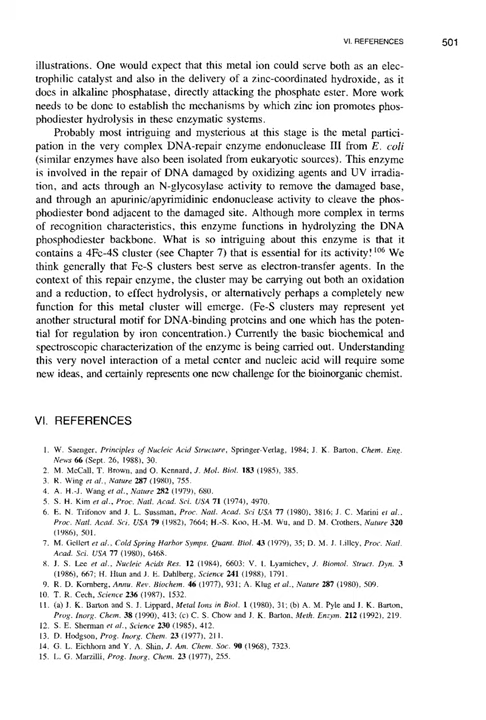 VI. REFERENCES 501
illustrations. One would expect that this metal ion could serve both as an elec-
trophilic catalyst and also in the delivery of a zinc-coordinated hydroxide, as it
does in alkaline phosphatase, directly attacking the phosphate ester. More work
needs to be done to establish the mechanisms by which zinc ion promotes phos-
phodiester hydrolysis in these enzymatic systems.
Probably most intriguing and mysterious at this stage is the metal partici-
pation in the very complex DNA-repair enzyme endonuclease III from E. coli
(similar enzymes have also been isolated from eukaryotic sources). This enzyme
is involved in the repair of DNA damaged by oxidizing agents and UV irradia-
tion, and acts through an N-glycosylase activity to remove the damaged base,
and through an apurinic/apyrimidinic endonuclease activity to cleave the phos-
phodiester bond adjacent to the damaged site. Although more complex in terms
of recognition characteristics, this enzyme functions in hydrolyzing the DNA
phosphodiester backbone. What is so intriguing about this enzyme is that it
contains a 4Fe-4S cluster (see Chapter 7) that is essential for its activity!106 We
think generally that Fe-S clusters best serve as electron-transfer agents. In the
context of this repair enzyme, the cluster may be carrying out both an oxidation
and a reduction, to effect hydrolysis, or alternatively perhaps a completely new
function for this metal cluster will emerge. (Fe-S clusters may represent yet
another structural motif for DNA-binding proteins and one which has the poten-
tial for regulation by iron concentration.) Currently the basic biochemical and
spectroscopic characterization of the enzyme is being carried out. Understanding
this very novel interaction of a metal center and nucleic acid will require some
new ideas, and certainly represents one new challenge for the bioinorganic chemist.
VI. REFERENCES
1. W. Saenger, Principles of Nucleic Acid Structure, Springer-Verlag, 1984; J. K. Barton, Chem. Eng.
News 66 (Sept. 26, 1988), 30.
2. M. McCall, T. Brown, and O. Kennard, J. Mol. Biol. 183 (1985), 385.
3. R. Wing et al., Nature 287 (1980), 755.
4. A. H.-J. Wang et al., Nature 282 (1979), 680.
5. S. H. Kim et al., Proc. Natl. Acad. Sci. USA 71 (1974), 4970.
6. E. N. Trifonov and J. L. Sussman, Proc. Natl. Acad. Sci USA 77 (1980), 3816; J. C. Marini et al.,
Proc. Natl. Acad. Sci. USA 79 (1982), 7664; H.-S. Koo, H.-M. Wu, and D. M. Crothers, Nature 320
(1986), 501.
7. M. Gellert et al., Cold Spring Harbor Symps. Quant. Biol. 43 (1979), 35; D. M. J. Lilley, Proc. Natl.
Acad. Sci. USA 77 (1980), 6468.
8. J. S. Lee et al., Nucleic Acids Res. 12 (1984), 6603; V. I. Lyamichev, J. Biomol. Struct. Dyn. 3
(1986), 667; H. Htun and J. E. Dahlberg, Science 241 (1988), 1791.
9. R. D. Kornberg, Annu. Rev. Biochem. 46 (1977), 931; A. Klug et al., Nature 287 (1980), 509.
10. T. R. Cech, Science 236 (1987), 1532.
11. (a) J. K. Barton and S. J. Lippard, Metal Ions in Biol. 1 (1980), 31; (b) A. M. Pyle and J. K. Barton,
Prog. Inorg. Chem. 38 (1990), 413; (c) C. S. Chow and J. K. Barton, Meth. Enzym. 212 (1992), 219.
12. S. E. Sherman et al., Science 230 (1985), 412.
13. D. Hodgson, Prog. Inorg. Chem. 23 (1977), 211.
14. G. L. Eichhorn and Y. A. Shin, J. Am. Chem. Soc. 90 (1968), 7323.
15. L. G. Marzilli, Prog. Inorg. Chem. 23 (1977), 255.